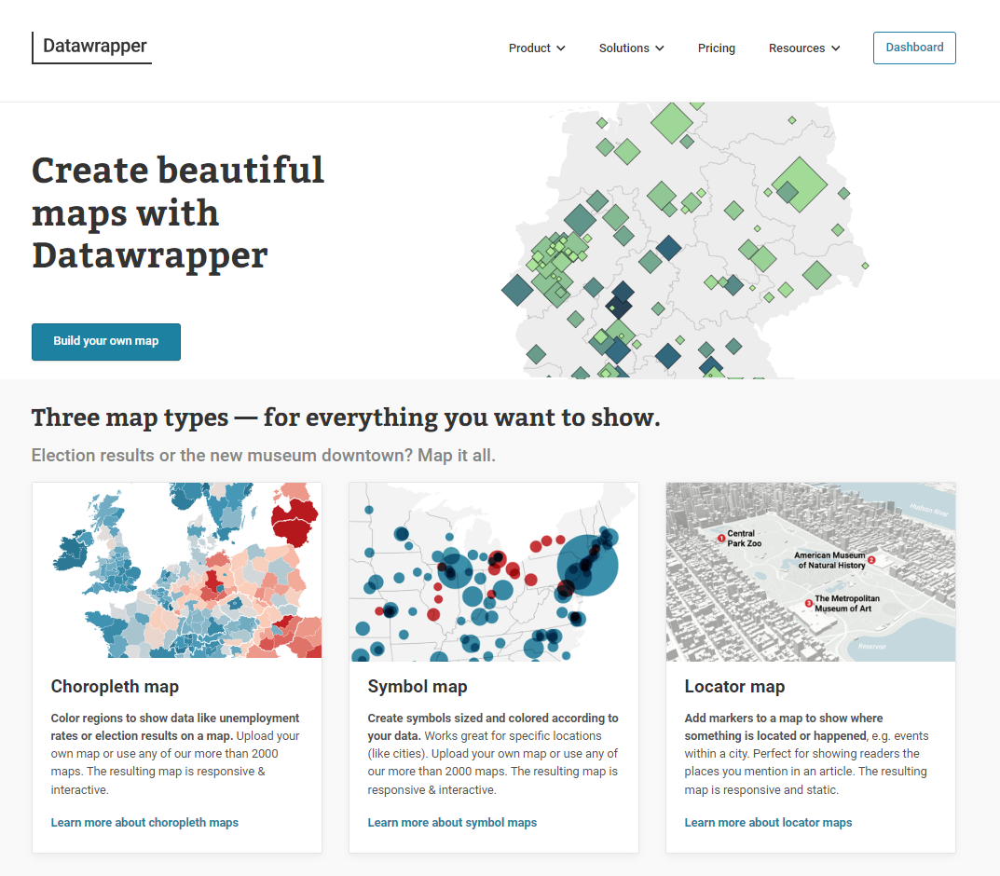 Datawrapper
Product
Solutions
Pricing
Resources
Dashboard
Create beautiful
maps with
Datawrapper
Build your own map
Three map types — for everything you want to show.
Election results or the new museum downtown? Map it all.
Choropleth map
Color regions to show data like unemployment
rates or election results on a map. Upload your
own map or use any of our more than 2000
maps. The resulting map is responsive &
interactive.
Learn more about choropleth maps
Symbol map
Create symbols sized and colored according to
your data. Works great for specific locations
(like cities). Upload your own map or use any of
our more than 2000 maps. The resulting map is
responsive & interactive.
Learn more about symbol maps
Hudson River
1 Central
Park Zoo
American Museum 2
of Natural History
3 The Metropolitan
Museum of Art
Reservoir
Locator map
Add markers to a map to show where
something is located or happened, e.g. events
within a city. Perfect for showing readers the
places you mention in an article. The resulting
map is responsive and static.
Learn more about locator maps